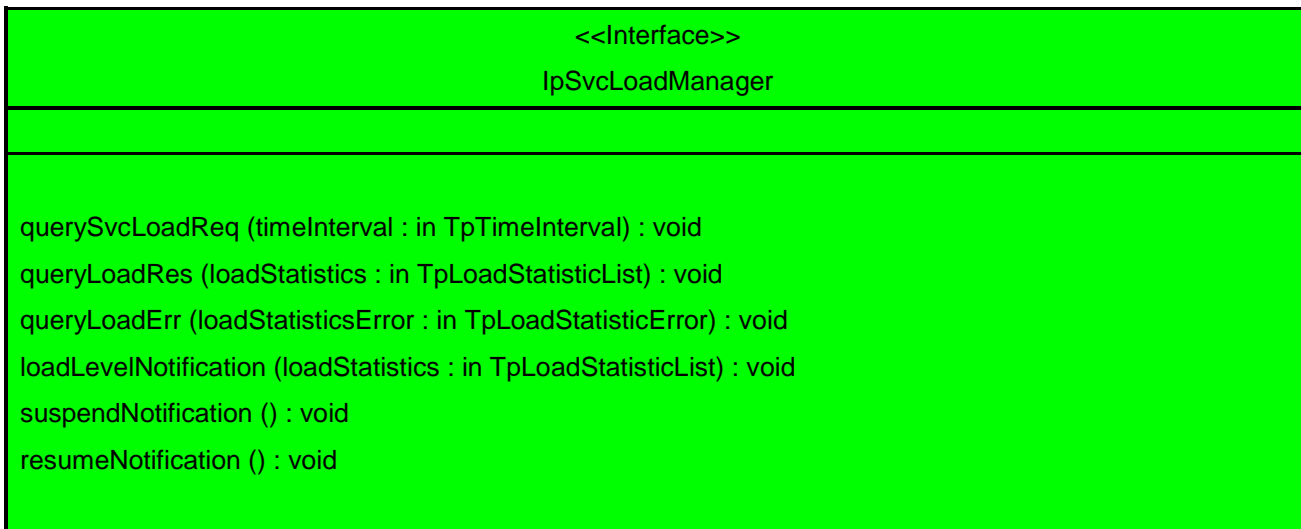 <<Interface>>
IpSvcLoadManager
querySvcLoadReq (timeInterval : in TpTimeInterval) : void
queryLoadRes (loadStatistics : in TpLoadStatisticList) : void
queryLoadErr (loadStatisticsError : in TpLoadStatisticError) : void
loadLevelNotification (loadStatistics : in TpLoadStatisticList) : void
suspendNotification () : void
resumeNotification () : void